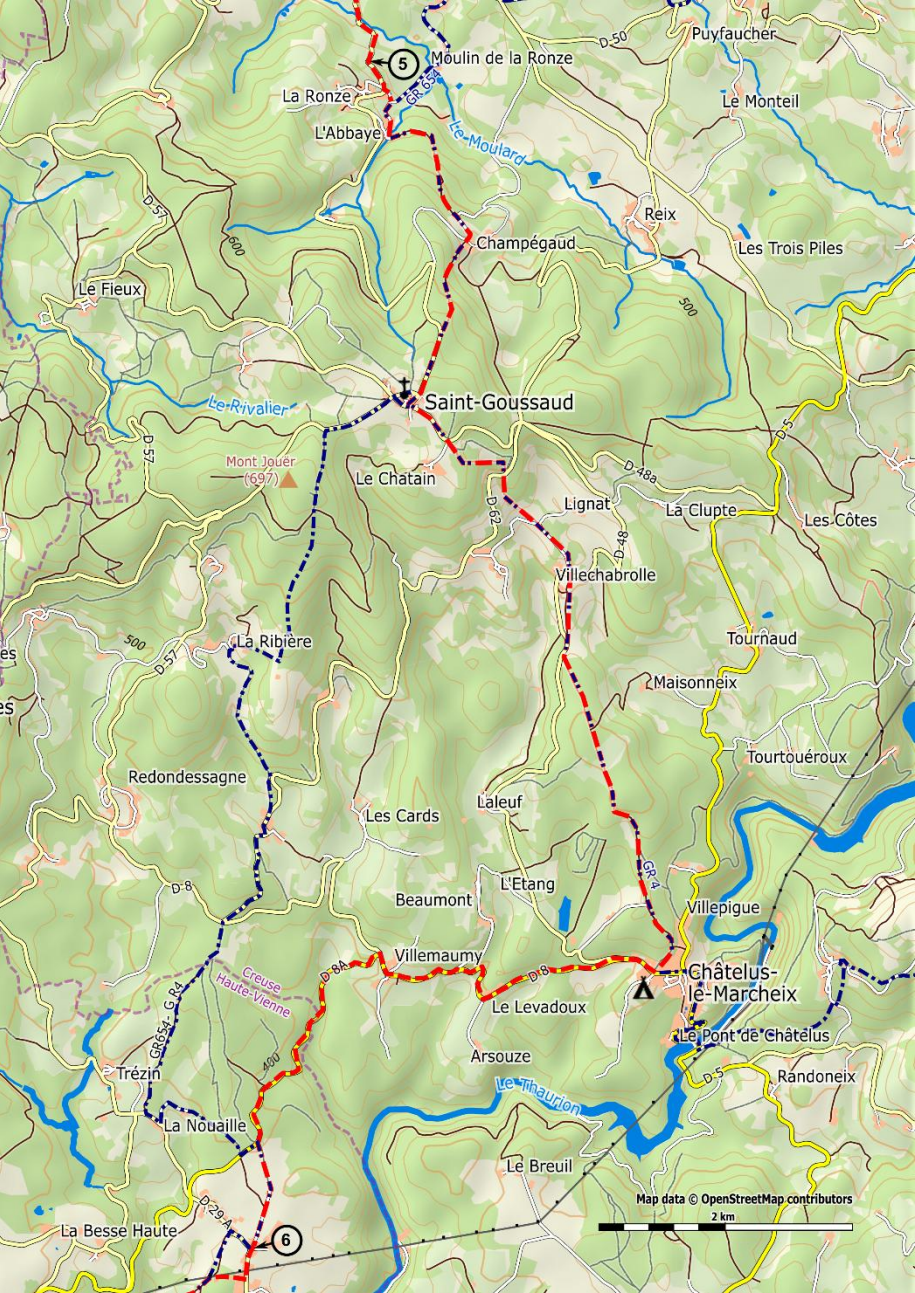 D-50
Puyfaucher
5
Moulin de la Ronze
La Ronze
GR 654
Le Monteil
L'Abbaye
Le Moulard
D-57
Reix
600
Champégaud
Les Trois Piles
Le Fieux
500
Le Rivalier
Saint-Goussaud
D-5
D-57
Mont Jouër
(697)
Le Chatain
D-48a
D-62
Lignat
La Clupte
Les Côtes
D-48
Villechabrolle
500
La Ribière
Tournaud
es
D-57
Maisonneix
es
Tourtouéroux
Redondessagne
Laleuf
Les Cards
GR 4
D-8
L'Etang
Beaumont
Villepigue
Villemaumy
D-8A
D-8
Creuse
Haute-Vienne
Châtelus-
le-Marcheix
Le Levadoux
GR654- GR4
Le Pont de Châtelus
400
Arsouze
Trézin
D-5
Randoneix
Le Thaurion
La Nouaille
Le Breuil
Map data © OpenStreetMap contributors
2 km
D-29-A
La Besse Haute
6